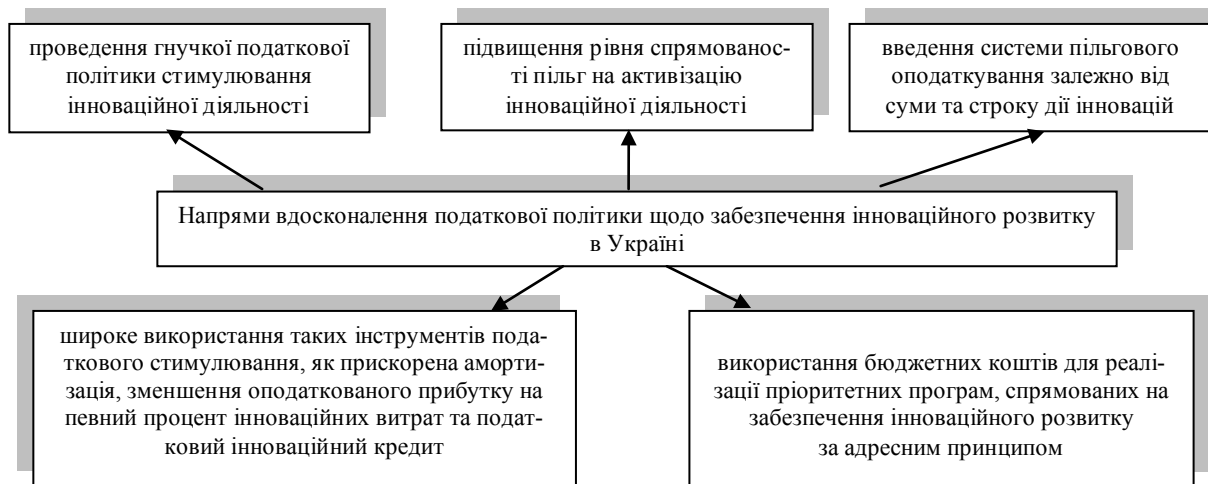 проведення гнучкої податкової
політики стимулювання
інноваційної діяльності
підвищення рівня спрямованос-
ті пільг на активізацію
інноваційної діяльності
введення системи пільгового
оподаткування залежно від
суми та строку дії інновацій
Напрями вдосконалення податкової політики щодо забезпечення інноваційного розвитку
в Україні
широке використання таких інструментів пода-
ткового стимулювання, як прискорена аморти-
зація, зменшення оподаткованого прибутку на
певний процент інноваційних витрат та подат-
ковий інноваційний кредит
використання бюджетних коштів для реалі-
зації пріоритетних програм, спрямованих на
забезпечення інноваційного розвитку
за адресним принципом